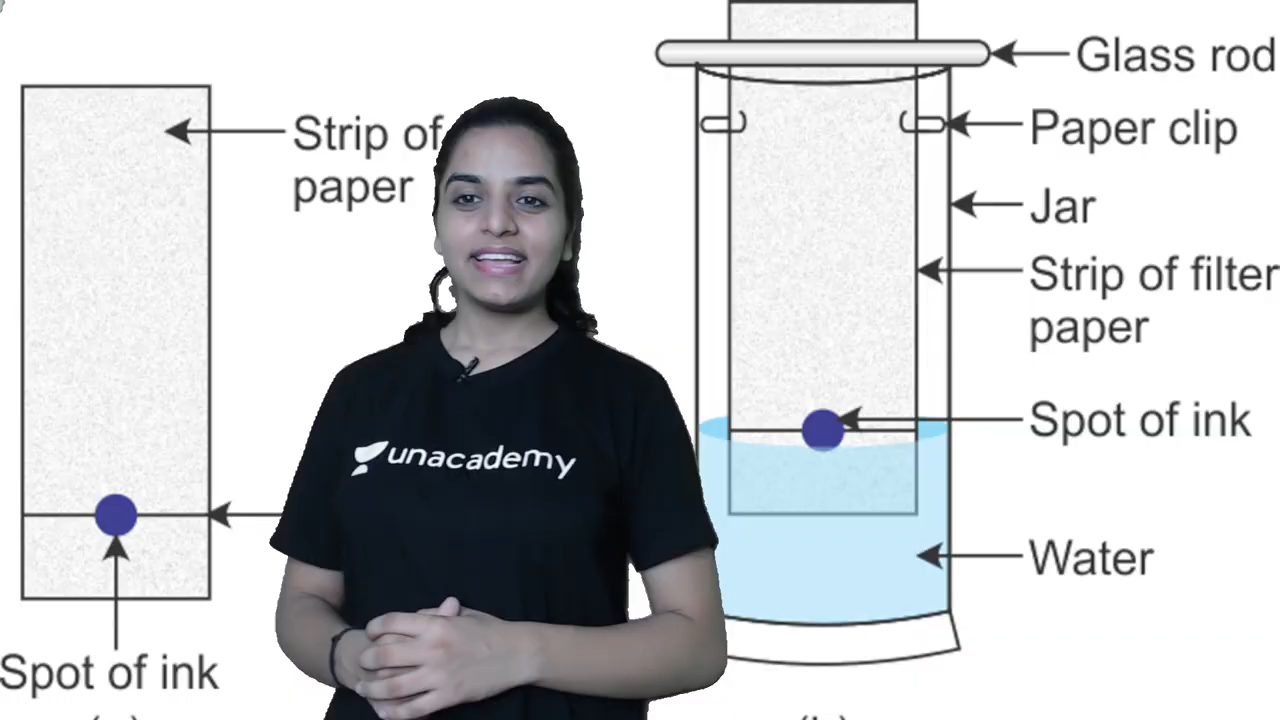 Strip of
paper
Spot of ink
unacademy
Glass rod
Paper clip
Jar
Strip of filter
paper
Spot of ink
Water